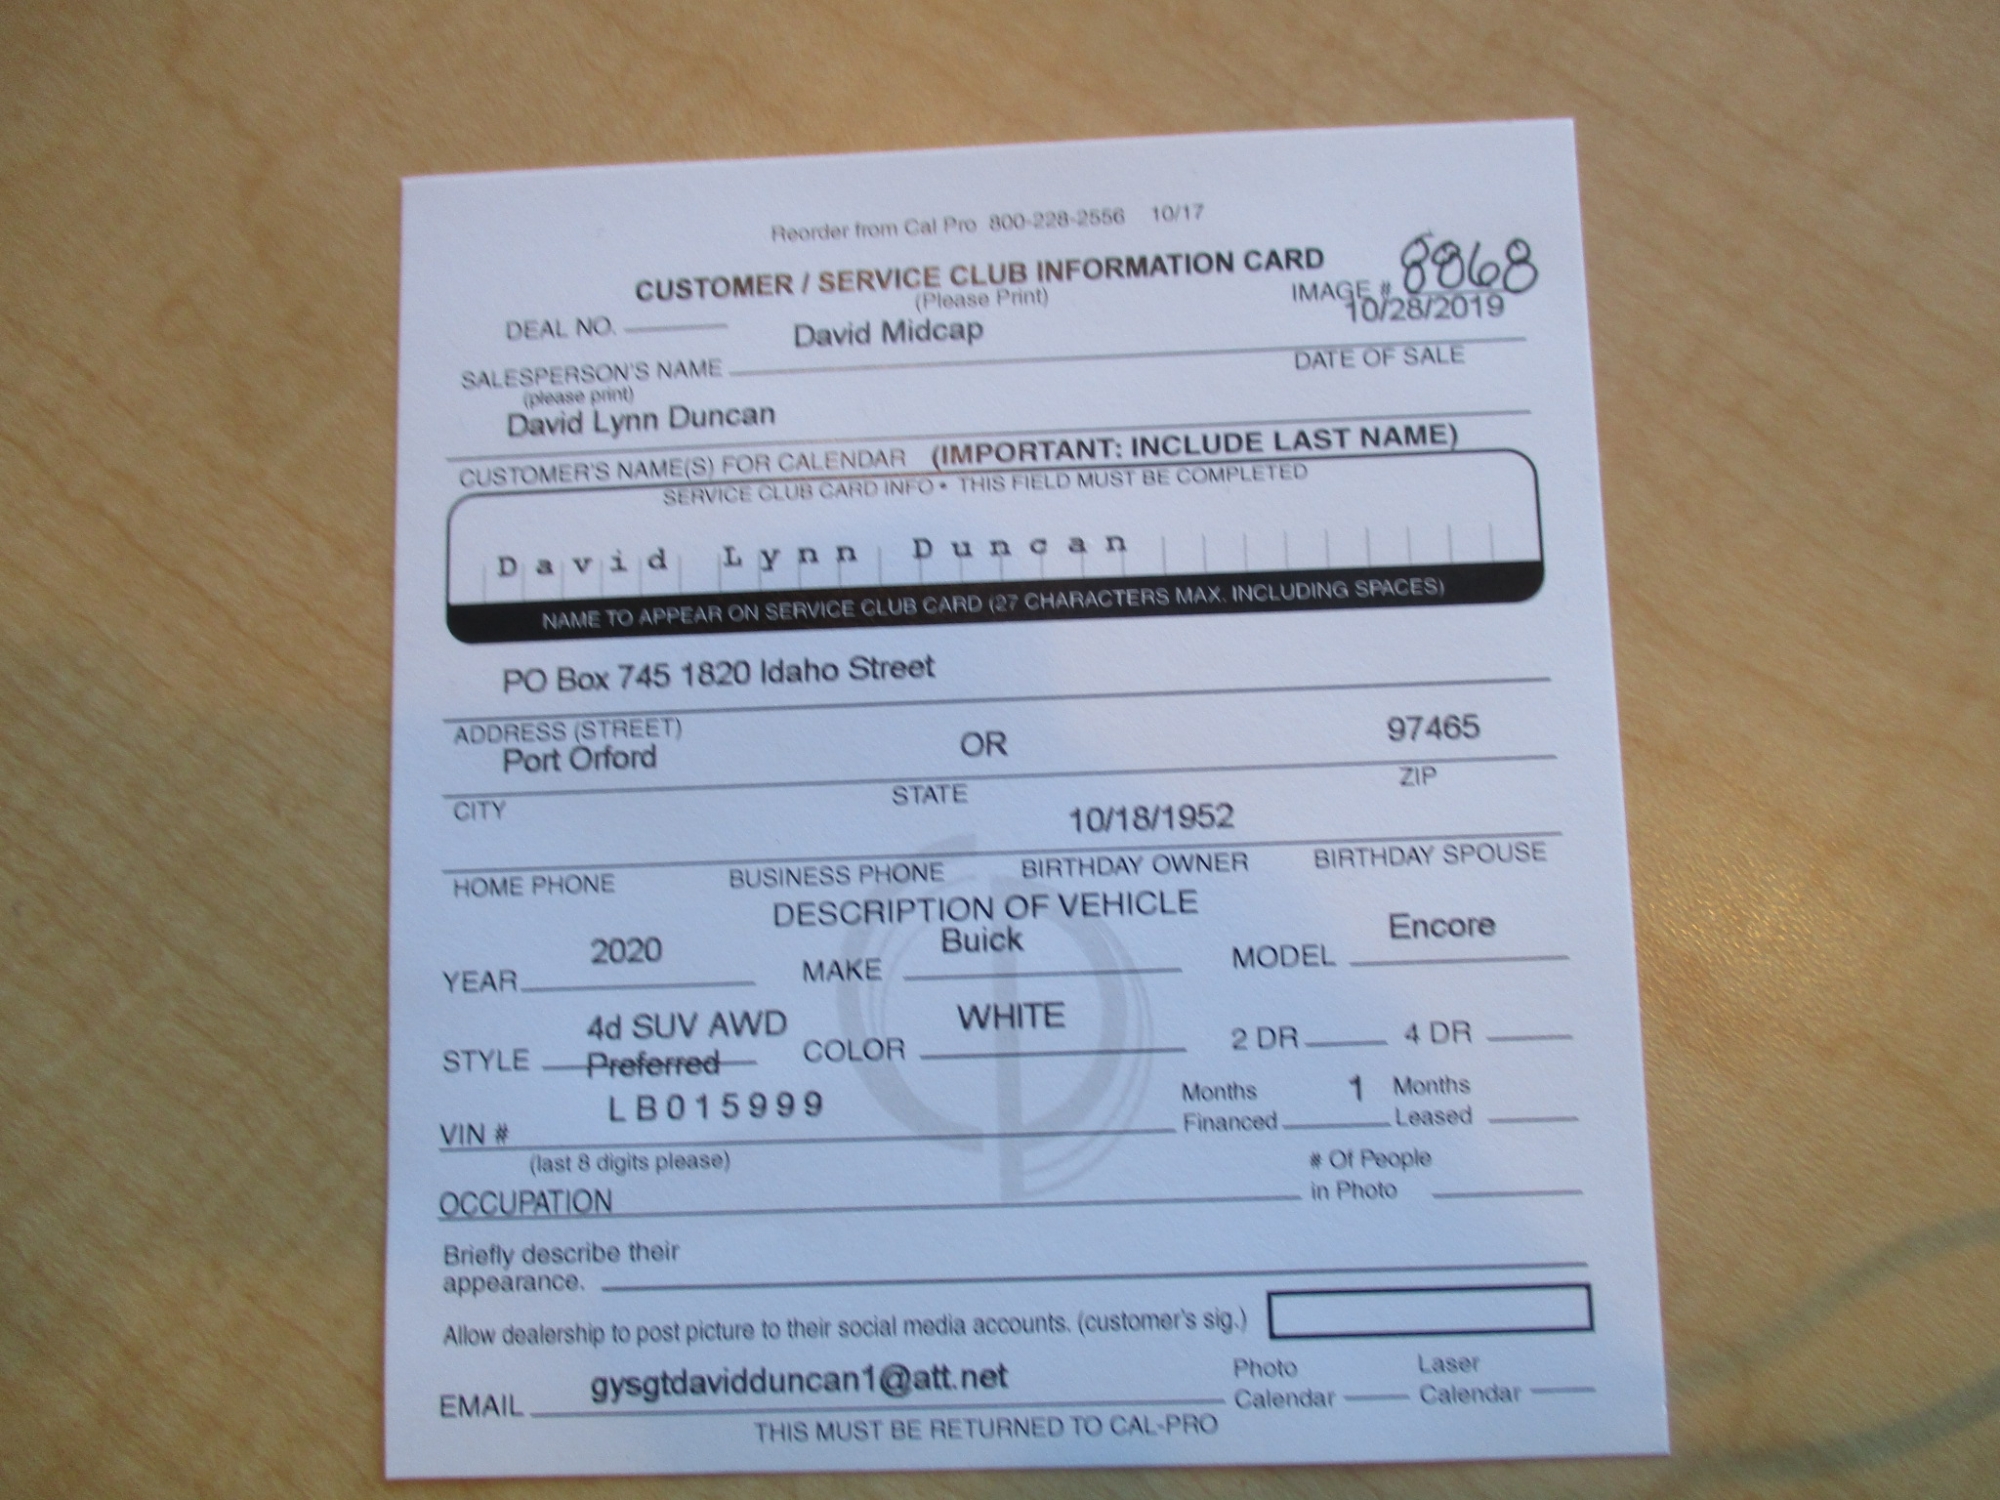 Reorder from Cal Pro 800-228-2556 10/17
CUSTOMER / SERVICE CLUB INFORMATION CARD
(Please Print)
IMAGE # 8868
DEAL NO.
David Midcap
10/28/2019
SALESPERSON'S NAME
DATE OF SALE
(please print)
David Lynn Duncan
CUSTOMER'S NAME(S) FOR CALENDAR (IMPORTANT: INCLUDE LAST NAME)
SERVICE CLUB CARD INFO • THIS FIELD MUST BE COMPLETED
David Lynn Duncan
NAME TO APPEAR ON SERVICE CLUB CARD (27 CHARACTERS MAX. INCLUDING SPACES)
PO Box 745 1820 Idaho Street
ADDRESS (STREET)
Port Orford OR 97465
CITY STATE ZIP
10/18/1952
HOME PHONE BUSINESS PHONE BIRTHDAY OWNER BIRTHDAY SPOUSE
DESCRIPTION OF VEHICLE
2020 Buick Encore
YEAR MAKE MODEL
4d SUV AWD WHITE
STYLE Preferred COLOR 2 DR 4 DR
LB015999
VIN #
Months Financed 1 Months Leased
(last 8 digits please)
# Of People
in Photo
OCCUPATION
Briefly describe their
appearance.
Allow dealership to post picture to their social media accounts. (customer's sig.)
EMAIL gysgtdavidduncan1@att.net
Photo Calendar Laser Calendar
THIS MUST BE RETURNED TO CAL-PRO